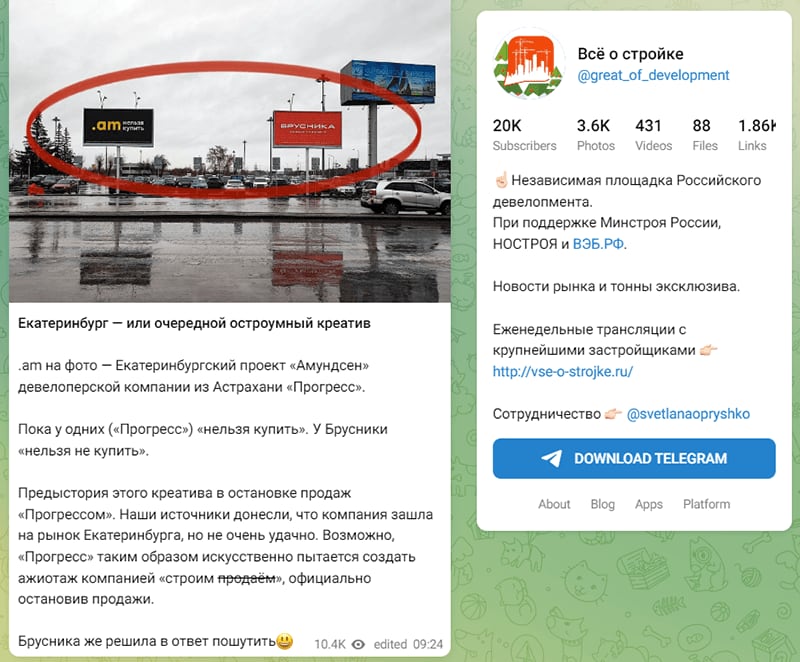 .am нельзя
купить
БРУСНИКА
Екатеринбург — или очередной остроумный креатив
.am на фото — Екатеринбургский проект «Амундсен»
девелоперской компании из Астрахани «Прогресс».
Пока у одних («Прогресс») «нельзя купить». У Брусники
«нельзя не купить».
Предыстория этого креатива в остановке продаж
«Прогрессом». Наши источники донесли, что компания зашла
на рынок Екатеринбурга, но не очень удачно. Возможно,
«Прогресс» таким образом искусственно пытается создать
ажиотаж компанией «строим продаём», официально
остановив продажи.
Брусника же решила в ответ пошутить😃
10.4K edited 09:24
Всё о стройке
@great_of_development
20K 3.6K 431 88 1.86K
Subscribers Photos Videos Files Links
☝🏻Независимая площадка Российского
девелопмента.
При поддержке Минстроя России,
НОСТРОЯ и ВЭБ.РФ.
Новости рынка и тонны эксклюзива.
Еженедельные трансляции с
крупнейшими застройщиками 👉🏻
http://vse-o-strojke.ru/
Сотрудничество 👉🏻 @svetlanaopryshko
DOWNLOAD TELEGRAM
About Blog Apps Platform